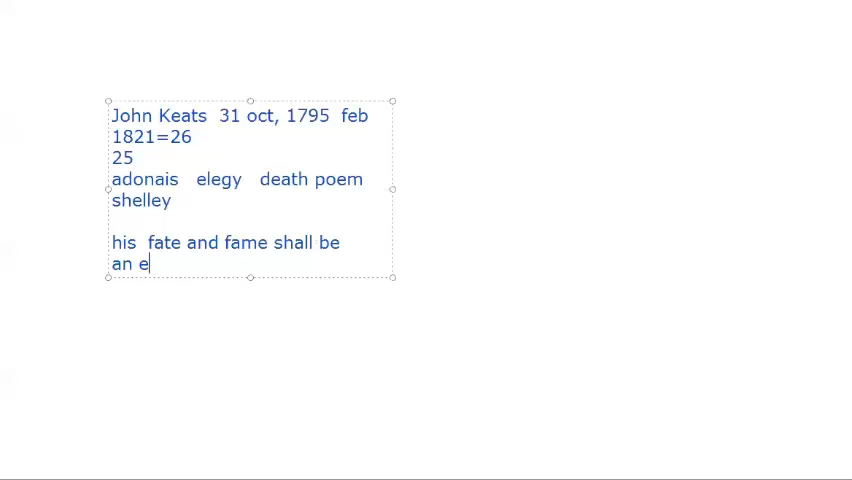 John Keats  31 oct, 1795  feb
1821=26
25
adonais   elegy   death poem
shelley
his  fate and fame shall be
an e